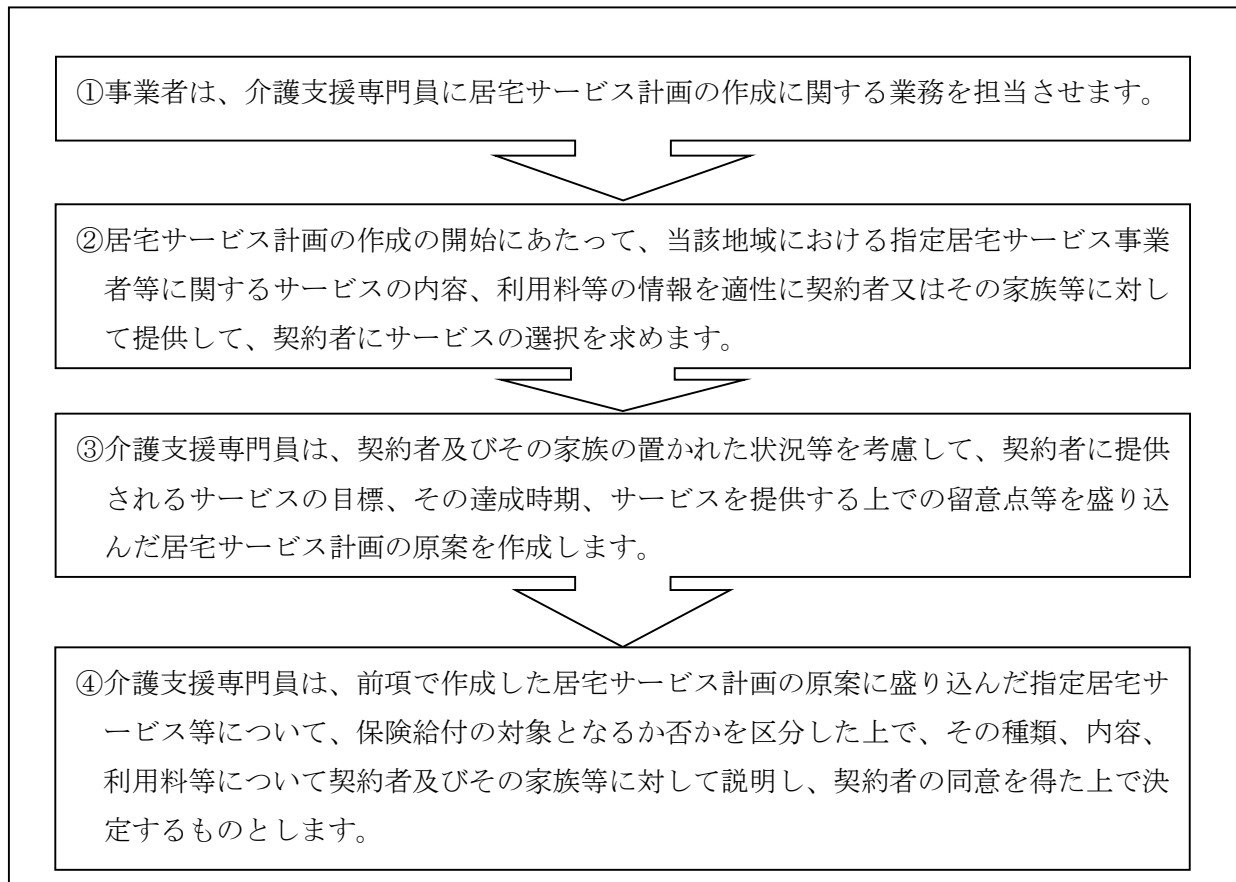 ①事業者は、介護支援専門員に居宅サービス計画の作成に関する業務を担当させます。
②居宅サービス計画の作成の開始にあたって、当該地域における指定居宅サービス事業
者等に関するサービスの内容、利用料等の情報を適性に契約者又はその家族等に対し
て提供して、契約者にサービスの選択を求めます。
③介護支援専門員は、契約者及びその家族の置かれた状況等を考慮して、契約者に提供
されるサービスの目標、その達成時期、サービスを提供する上での留意点等を盛り込
んだ居宅サービス計画の原案を作成します。
④介護支援専門員は、前項で作成した居宅サービス計画の原案に盛り込んだ指定居宅サ
ービス等について、保険給付の対象となるか否かを区分した上で、その種類、内容、
利用料等について契約者及びその家族等に対して説明し、契約者の同意を得た上で決
定するものとします。